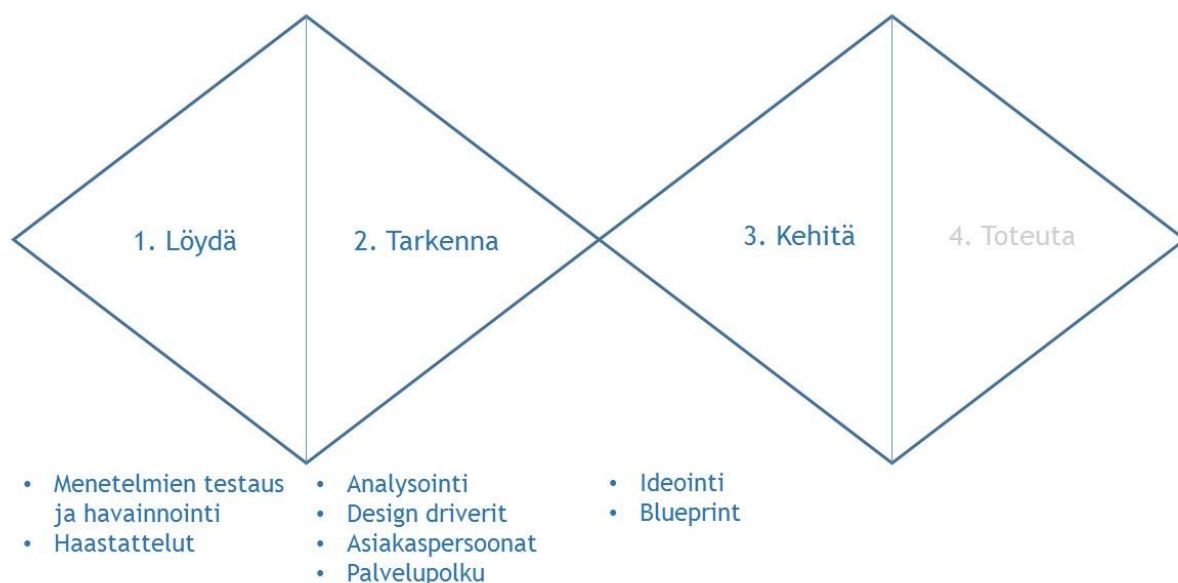 1. Löydä
2. Tarkenna
3. Kehitä
4. Toteuta
• Menetelmien testaus
ja havainnointi
• Haastattelut
• Analysointi
• Design driverit
• Asiakaspersoonat
• Palvelupolku
• Ideointi
• Blueprint